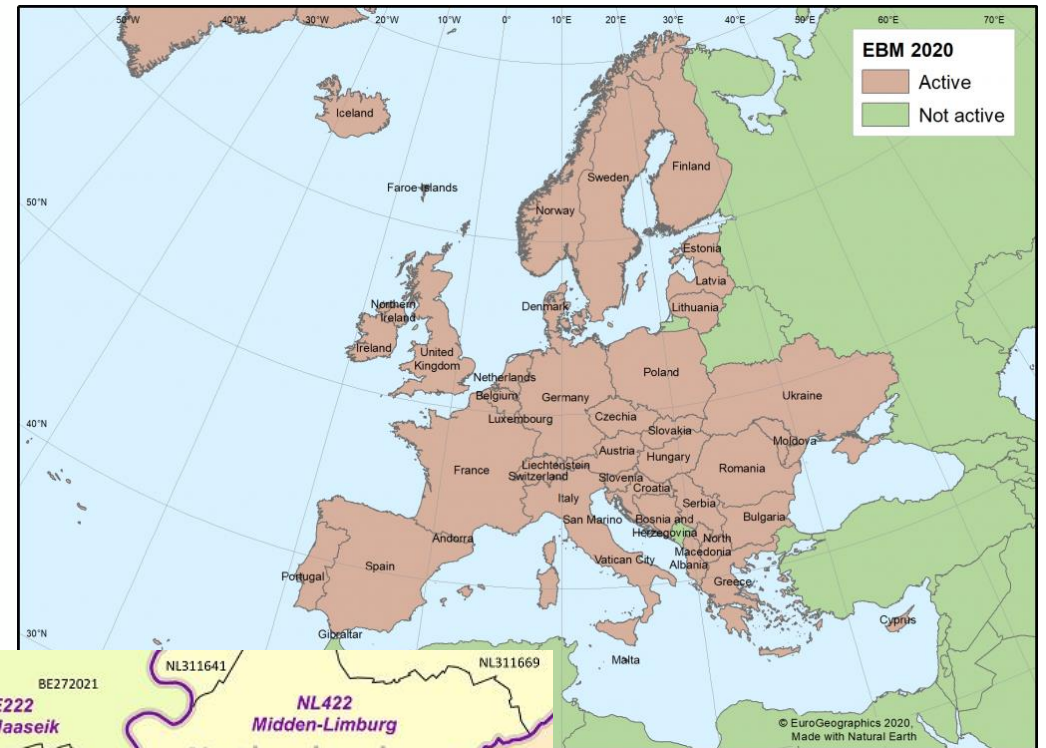 50°W 40°W 30°W 20°W 10°W 0° 10°E 20°E 30°E 40°E 50°E 60°E 70°E
EBM 2020
Active
Not active
Iceland
Finland
Faroe Islands
Sweden
50°N
Norway
Estonia
Latvia
Denmark
Lithuania
Northern
Ireland
Ireland
United
Kingdom
Netherlands
Poland
Belgium
Germany
Ukraine
40°N
Luxembourg
Czechia
Slovakia
Moldova
Austria
Hungary
France
Liechtenstein
Switzerland
Romania
Slovenia
Croatia
Italy
Serbia
San Marino
Bosnia and
Herzegovina
Bulgaria
Andorra
North
Macedonia
Vatican City
Albania
Spain
Portugal
Greece
Cyprus
30°N
Gibraltar
Malta
© EuroGeographics 2020,
Made with Natural Earth
NL311641
NL311669
BE272021
E222
laaseik
NL422
Midden-Limburg